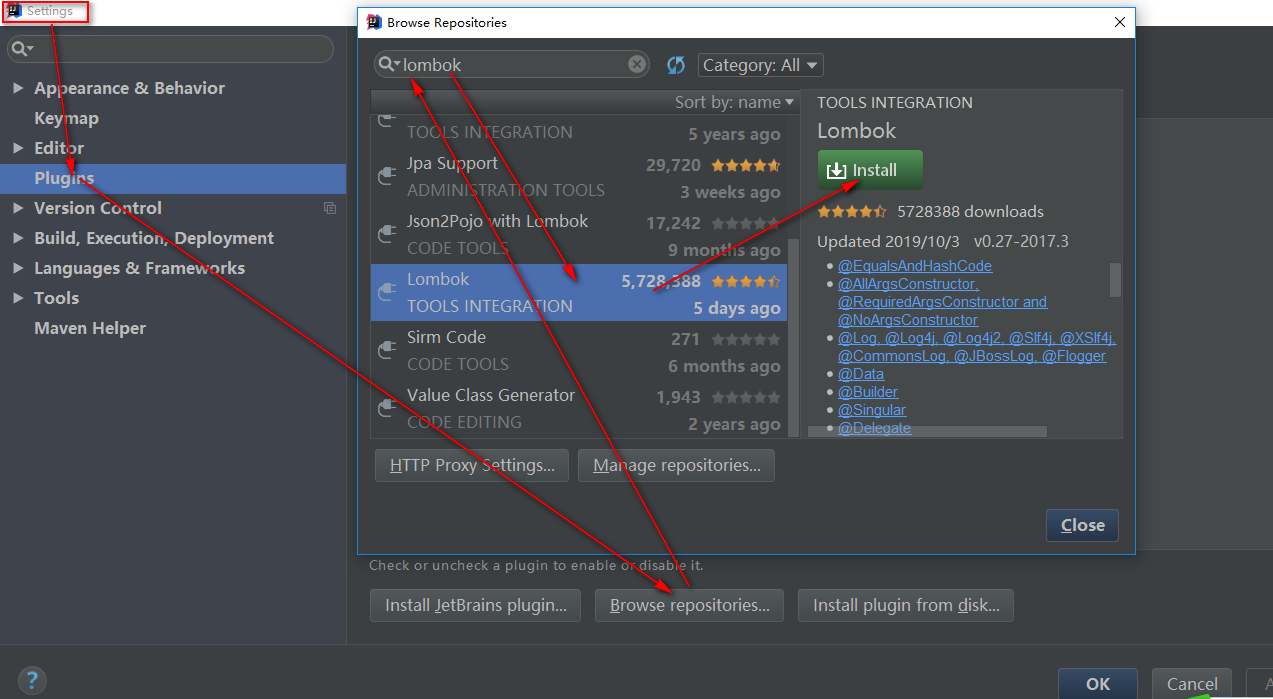 Settings
Appearance & Behavior
Keymap
Editor
Plugins
Version Control
Build, Execution, Deployment
Languages & Frameworks
Tools
Maven Helper
Browse Repositories
lombok
Category: All
Sort by: name
TOOLS INTEGRATION 5 years ago
Jpa Support 29,720
ADMINISTRATION TOOLS 3 weeks ago
Json2Pojo with Lombok 17,242
CODE TOOLS 9 months ago
Lombok 5,728,388
TOOLS INTEGRATION 5 days ago
Sirm Code 271
CODE TOOLS 6 months ago
Value Class Generator 1,943
CODE EDITING 2 years ago
TOOLS INTEGRATION
Lombok
Install
5728388 downloads
Updated 2019/10/3 v0.27-2017.3
@EqualsAndHashCode
@AllArgsConstructor,
@RequiredArgsConstructor and
@NoArgsConstructor
@Log, @Log4j, @Log4j2, @Slf4j, @XSlf4j,
@CommonsLog, @JBossLog, @Flogger
@Data
@Builder
@Singular
@Delegate
HTTP Proxy Settings... Manage repositories...
Close
Check or uncheck a plugin to enable or disable it.
Install JetBrains plugin... Browse repositories... Install plugin from disk...
? OK Cancel A